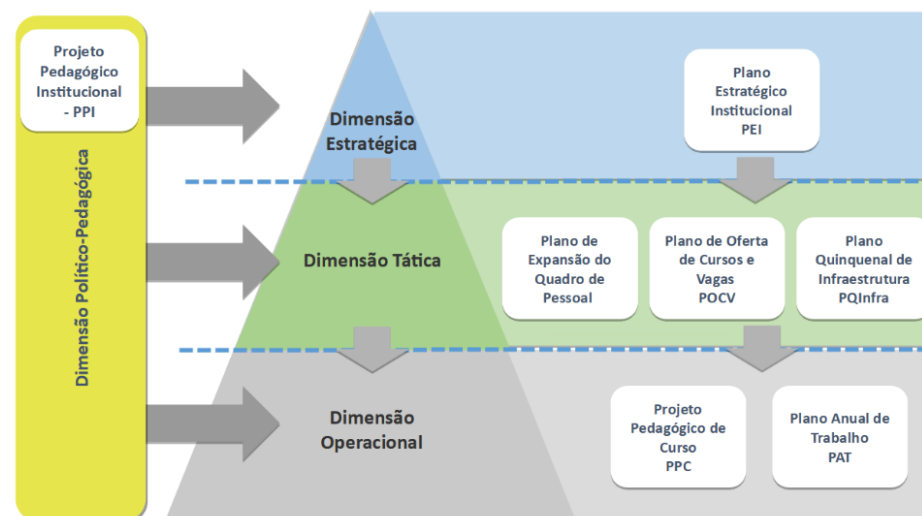 Projeto
Pedagógico
Institucional
- PPI
Dimensão Político-Pedagógica
Dimensão
Estratégica
Plano
Estratégico
Institucional
PEI
Dimensão Tática
Plano de
Expansão do
Quadro de
Pessoal
Plano de Oferta
de Cursos e
Vagas
POCV
Plano
Quinquenal de
Infraestrutura
PQInfra
Dimensão
Operacional
Projeto
Pedagógico de
Curso
PPC
Plano Anual de
Trabalho
PAT